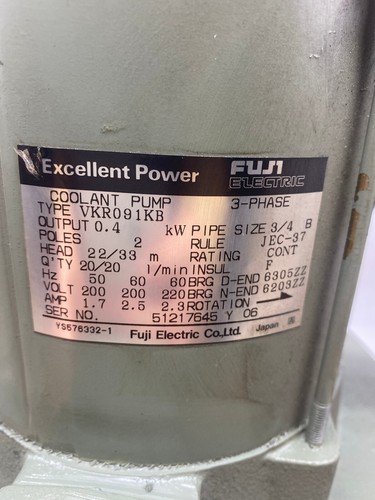 Excellent Power FUJI ELECTRIC
COOLANT PUMP 3-PHASE
TYPE VKR091KB
OUTPUT 0.4 kW PIPE SIZE 3/4 B
POLES 2 RULE JEC-37
HEAD 22/33 m RATING CONT
Q'TY 20/20 l/min INSUL F
Hz 50 60 60 BRG D-END 6305ZZ
VOLT 200 200 220 BRG N-END 6203ZZ
AMP 1.7 2.5 2.3 ROTATION
SER NO. 51217645 Y 06
YS576332-1 Fuji Electric Co.,Ltd. Japan